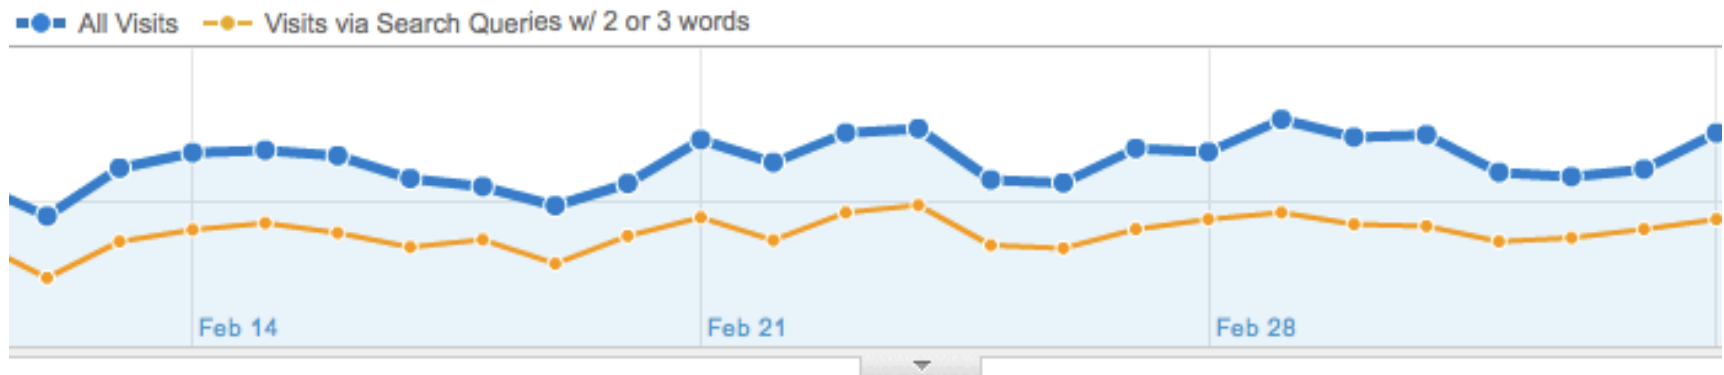 All Visits Visits via Search Queries w/ 2 or 3 words
Feb 14 Feb 21 Feb 28